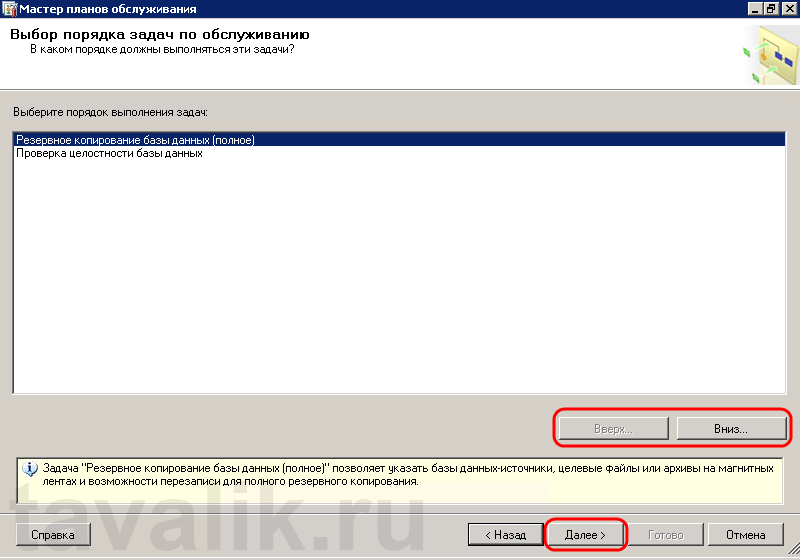 Мастер планов обслуживания
Выбор порядка задач по обслуживанию
В каком порядке должны выполняться эти задачи?
Выберите порядок выполнения задач:
Резервное копирование базы данных (полное)
Проверка целостности базы данных
Вверх...
Вниз...
Задача "Резервное копирование базы данных (полное)" позволяет указать базы данных-источники, целевые файлы или архивы на магнитных
лентах и возможности перезаписи для полного резервного копирования.
tavalik.ru
Справка
< Назад
Далее >
Готово
Отмена